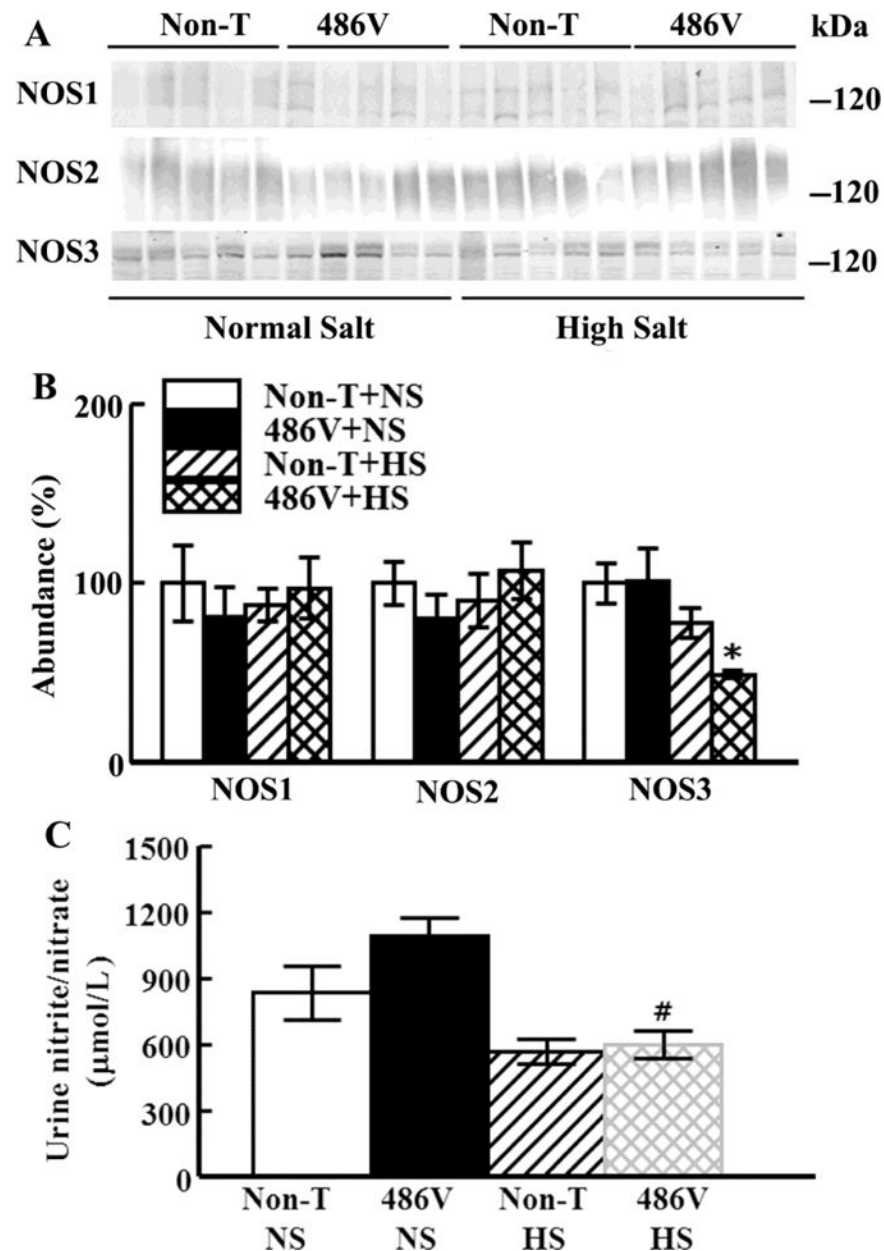 A
Non-T 486V Non-T 486V kDa
NOS1 –120
NOS2 –120
NOS3 –120
Normal Salt High Salt
B
200
100
0
Abundance (%)
Non-T+NS
486V+NS
Non-T+HS
486V+HS
*
NOS1 NOS2 NOS3
C
1500
1200
900
600
300
0
Urine nitrite/nitrate
(μmol/L )
#
Non-T 486V Non-T 486V
NS NS HS HS